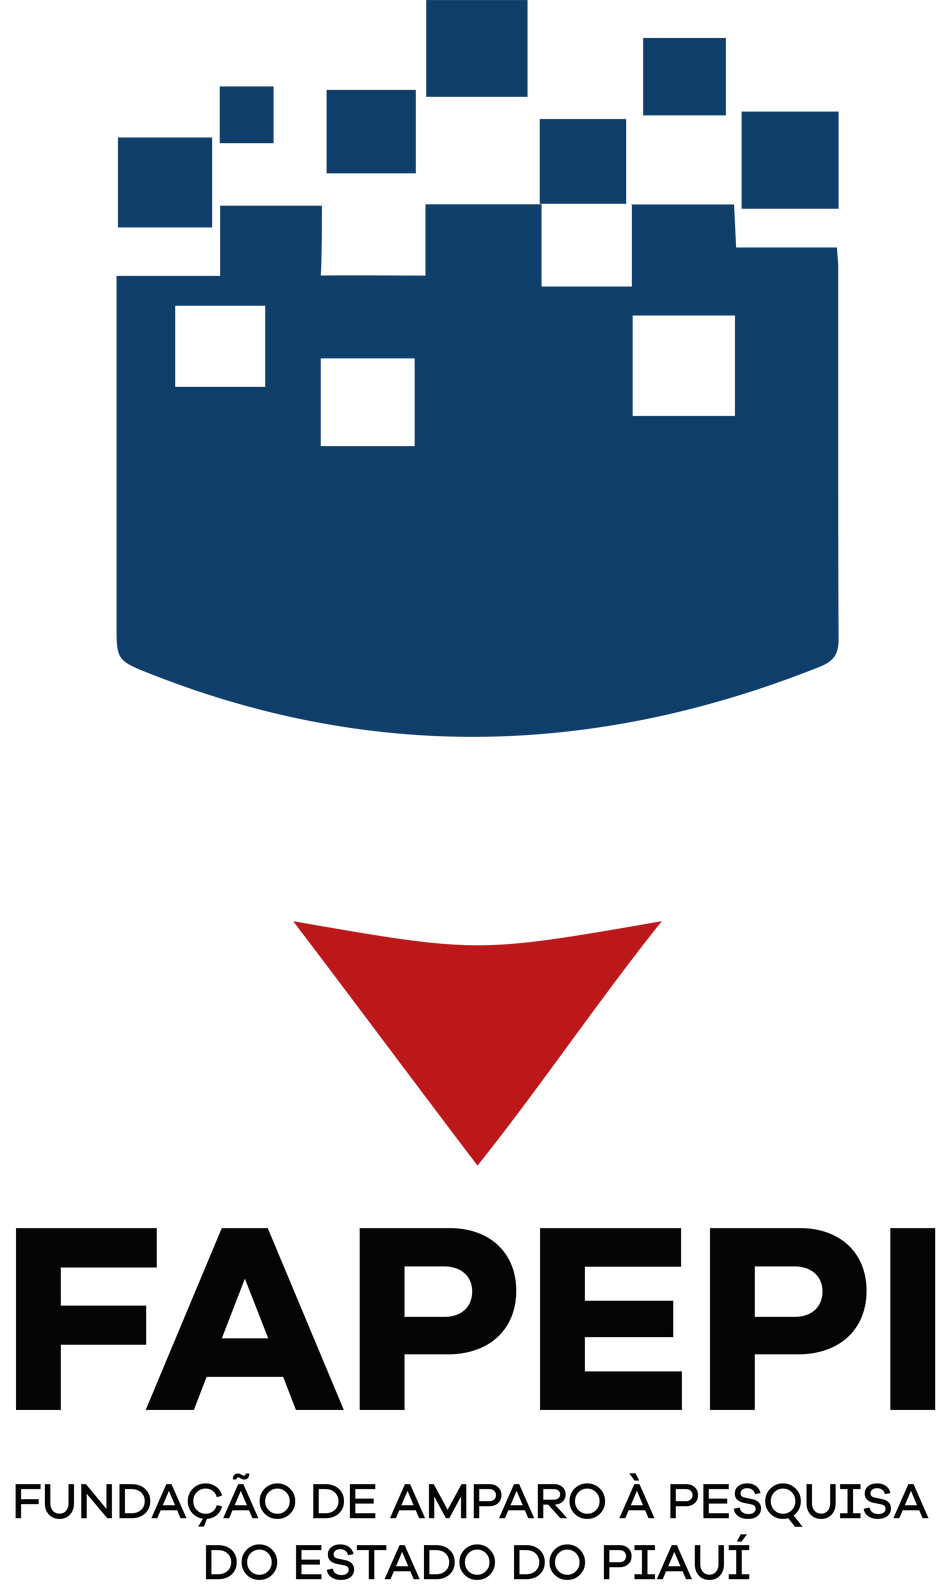 FAPEPI
FUNDAÇÃO DE AMPARO À PESQUISA
DO ESTADO DO PIAUÍ